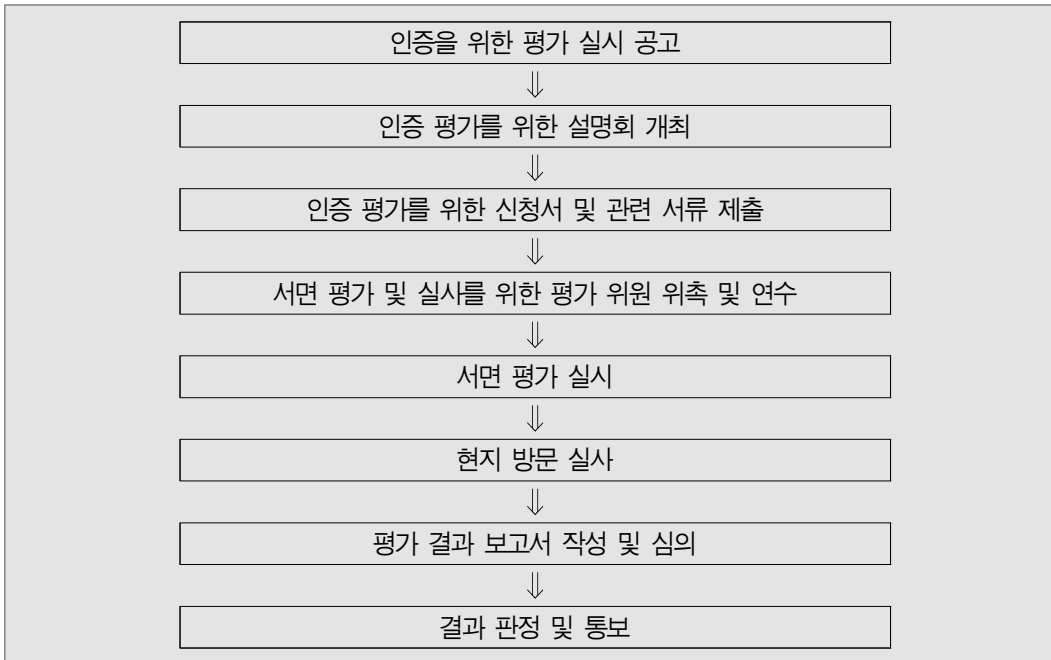 인증을 위한 평가 실시 공고
⇓
인증 평가를 위한 설명회 개최
⇓
인증 평가를 위한 신청서 및 관련 서류 제출
⇓
서면 평가 및 실사를 위한 평가 위원 위촉 및 연수
⇓
서면 평가 실시
⇓
현지 방문 실사
⇓
평가 결과 보고서 작성 및 심의
⇓
결과 판정 및 통보